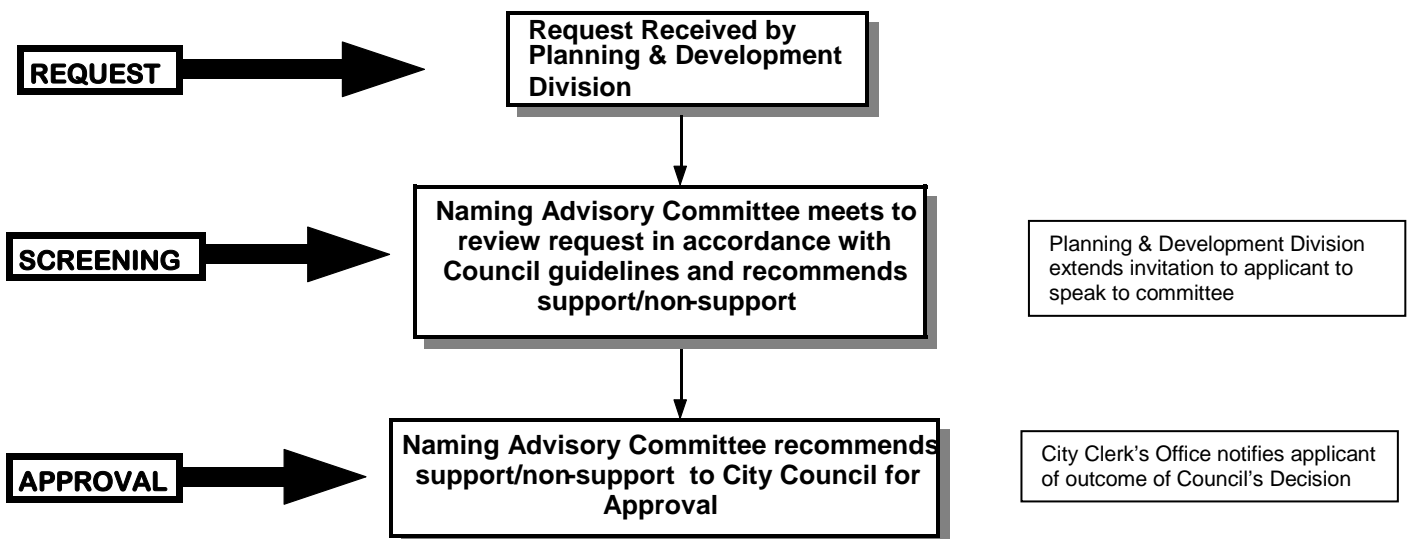 REQUEST
Request Received by
Planning & Development
Division
SCREENING
Naming Advisory Committee meets to
review request in accordance with
Council guidelines and recommends
support/non-support
Planning & Development Division
extends invitation to applicant to
speak to committee
APPROVAL
Naming Advisory Committee recommends
support/non-support to City Council for
Approval
City Clerk's Office notifies applicant
of outcome of Council's Decision